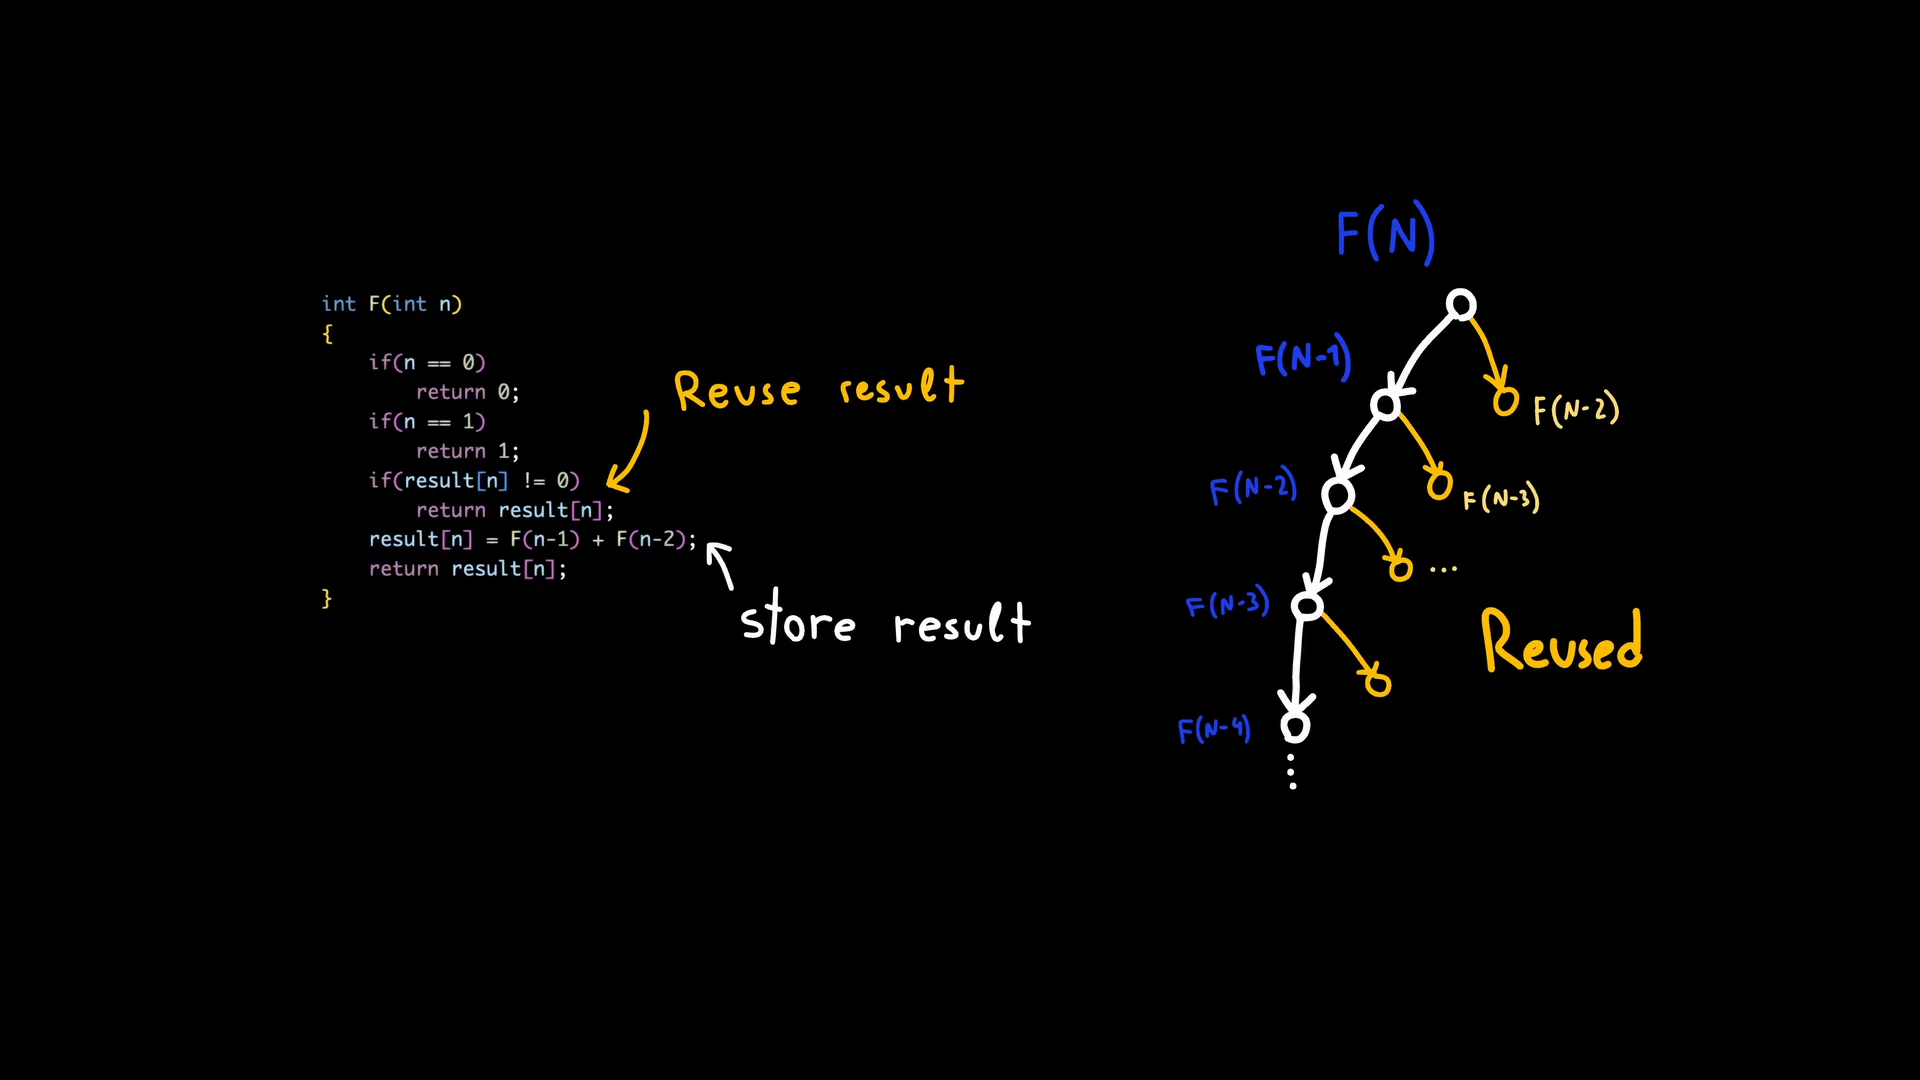 int F(int n)
{
if(n == 0)
return 0;
if(n == 1)
return 1;
if(result[n] != 0)
return result[n];
result[n] = F(n-1) + F(n-2);
return result[n];
}
Reuse result
store result
F(N)
F(N-1)
F(N-2)
F(N-2)
F(N-3)
...
F(N-3)
Reused
F(N-4)